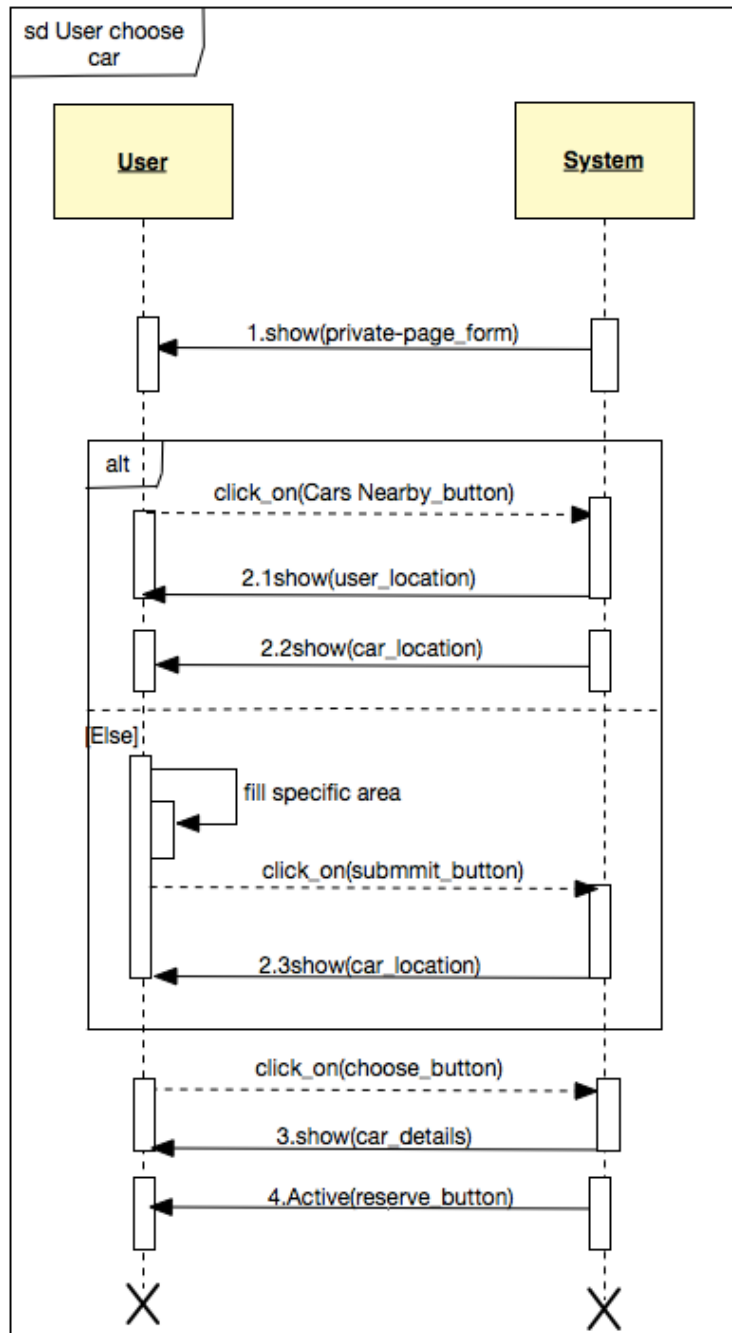 sd User choose
car
User
System
1.show(private-page_form)
alt
click_on(Cars Nearby_button)
2.1show(user_location)
2.2show(car_location)
[Else]
fill specific area
click_on(submmit_button)
2.3show(car_location)
click_on(choose_button)
3.show(car_details)
4.Active(reserve_button)